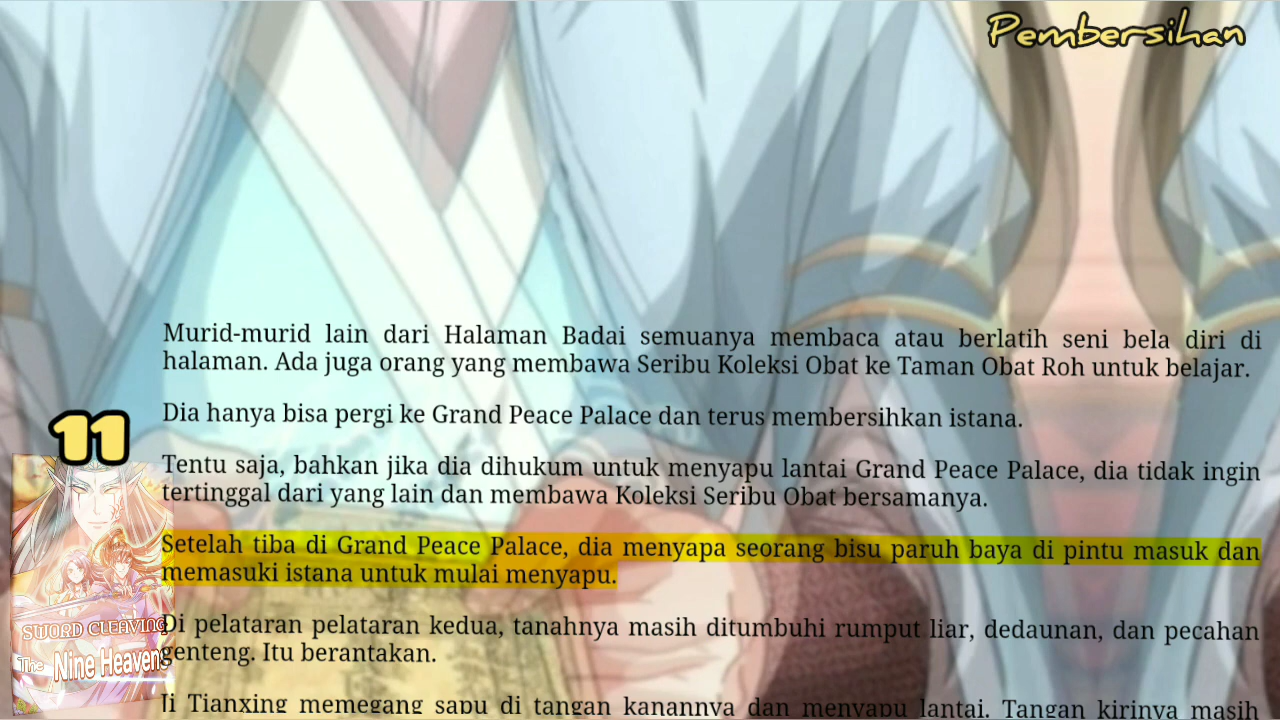 Pembersihan
Murid-murid lain dari Halaman Badai semuanya membaca atau berlatih seni bela diri di
halaman. Ada juga orang yang membawa Seribu Koleksi Obat ke Taman Obat Roh untuk belajar.
Dia hanya bisa pergi ke Grand Peace Palace dan terus membersihkan istana.
11
Tentu saja, bahkan jika dia dihukum untuk menyapu lantai Grand Peace Palace, dia tidak ingin
tertinggal dari yang lain dan membawa Koleksi Seribu Obat bersamanya.
Setelah tiba di Grand Peace Palace, dia menyapa seorang bisu paruh baya di pintu masuk dan
memasuki istana untuk mulai menyapu.
SWORD CLEAVING
The Nine Heavens
Di pelataran pelataran kedua, tanahnya masih ditumbuhi rumput liar, dedaunan, dan pecahan
genteng. Itu berantakan.
Ji Tianxing memegang sapu di tangan kanannya dan menyapu lantai. Tangan kirinya masih